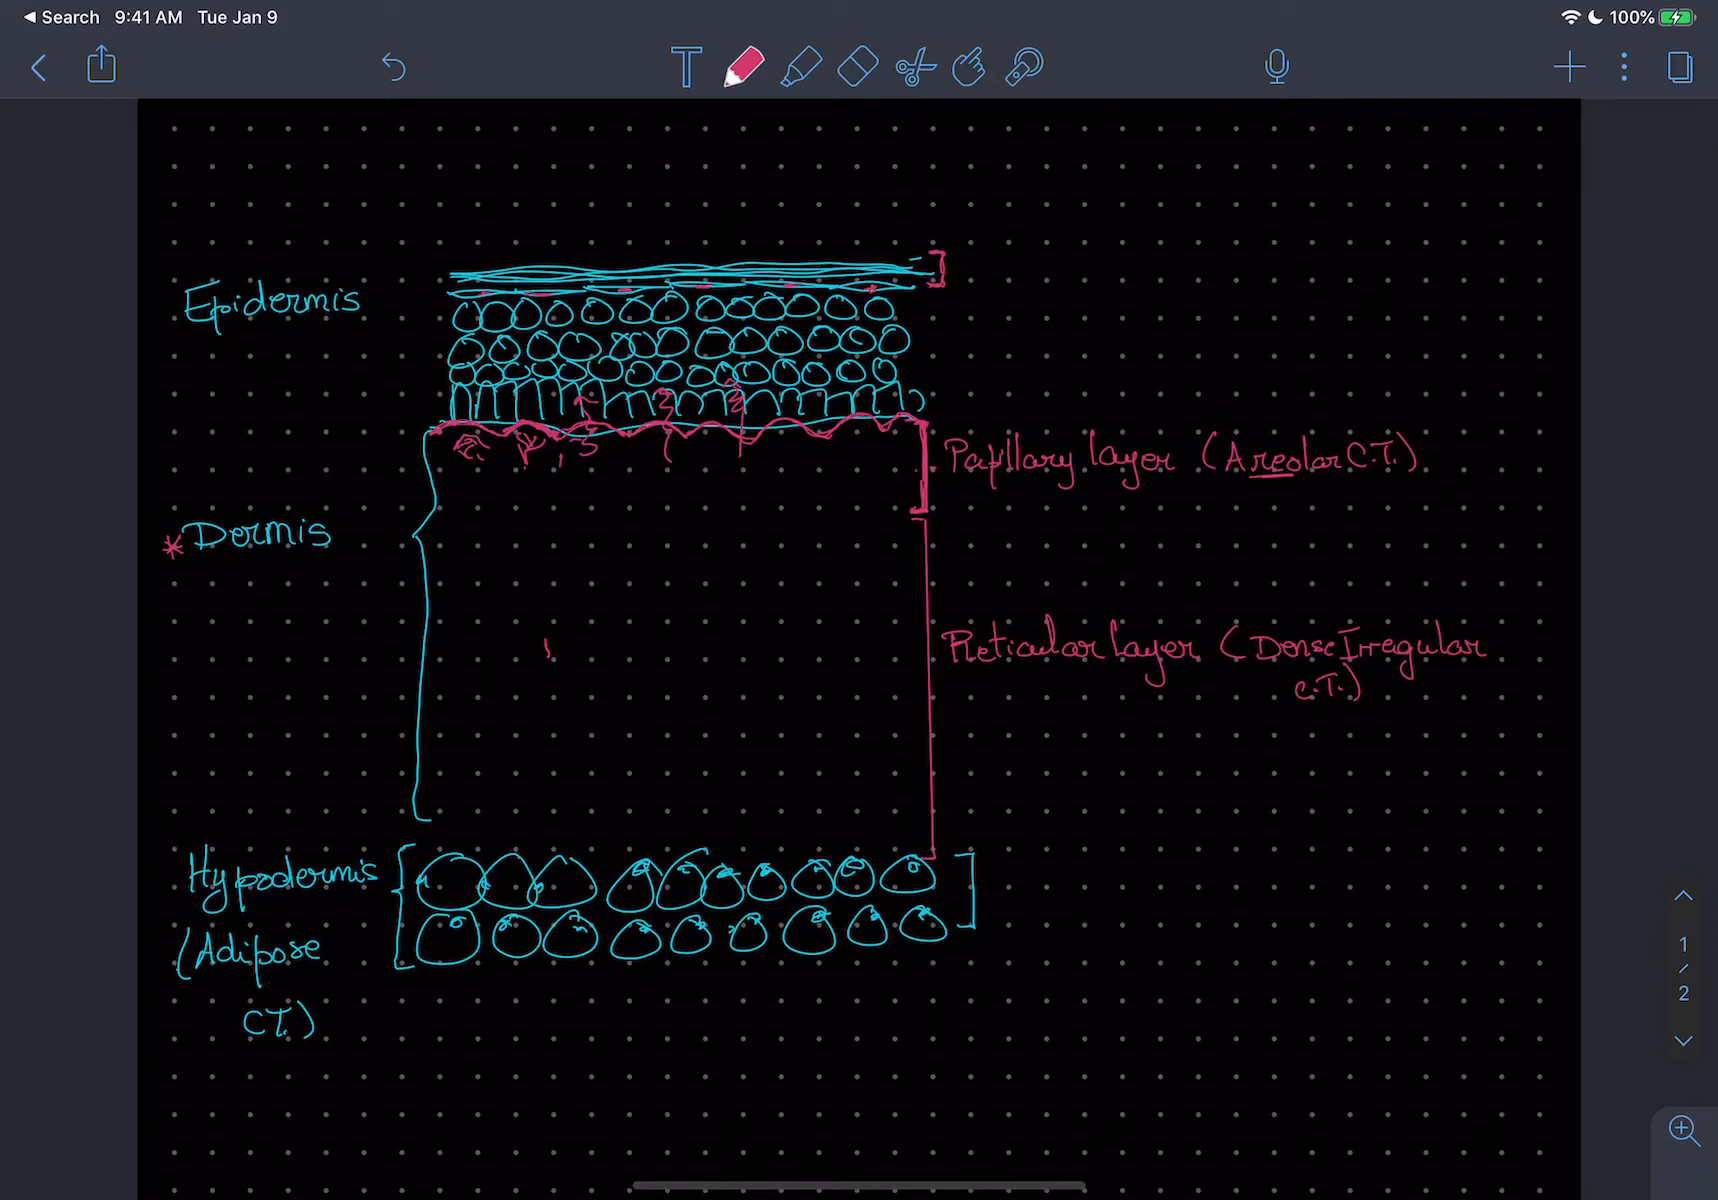 Search 9:41 AM Tue Jan 9
100%
T
Epidermis
Papillary layer (Areolar C.T.)
* Dermis
Reticular layer (Dense Irregular
C.T.)
Hypodermis
(Adipose
CT.)
1
/
2